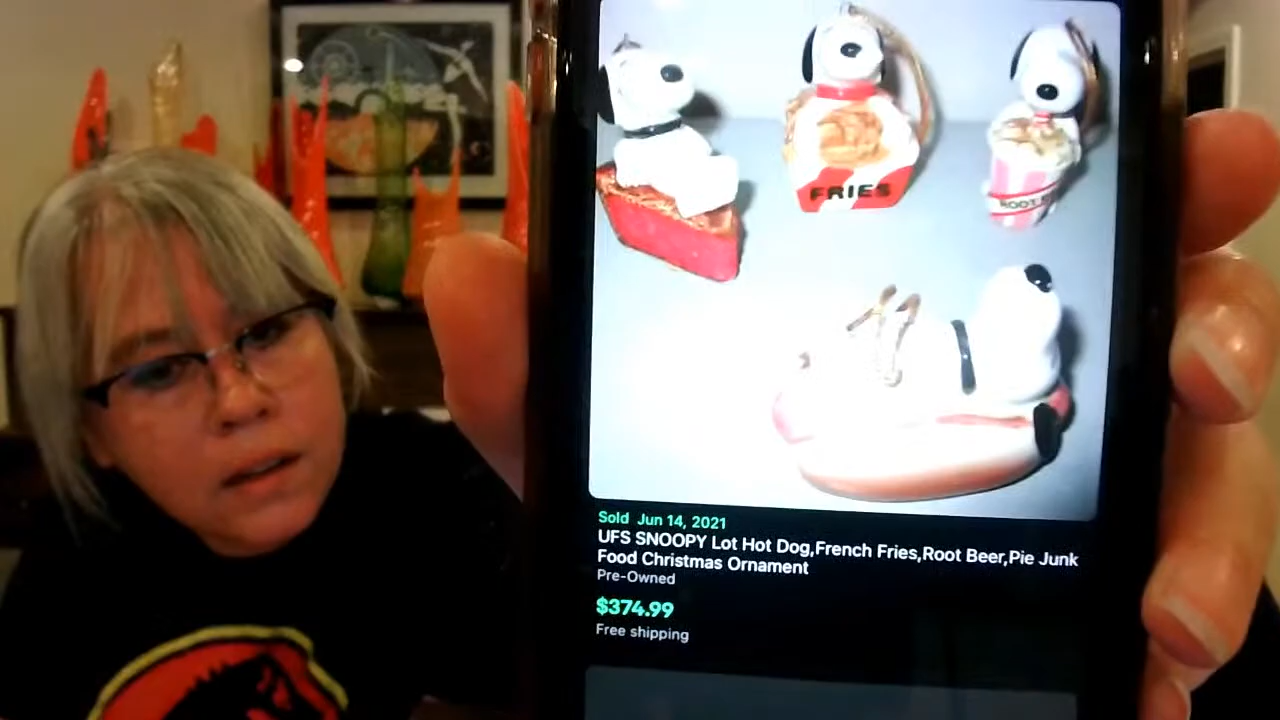 FRIES
ROOT
Sold Jun 14, 2021
UFS SNOOPY Lot Hot Dog,French Fries,Root Beer,Pie Junk
Food Christmas Ornament
Pre-Owned
$374.99
Free shipping